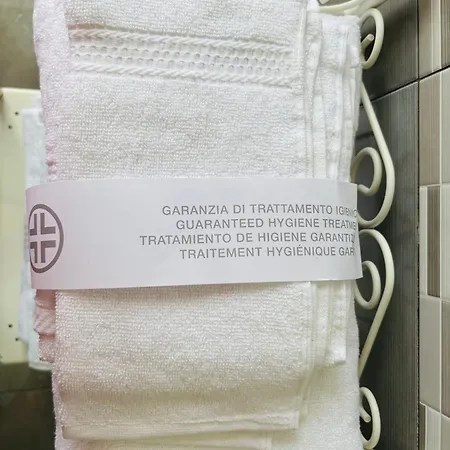 GARANZIA DI TRATTAMENTO
GUARANTEED HYGIENE
TRATAMIENTO DE HIGIENE
TRAITEMENT HYGIÉNIQUE